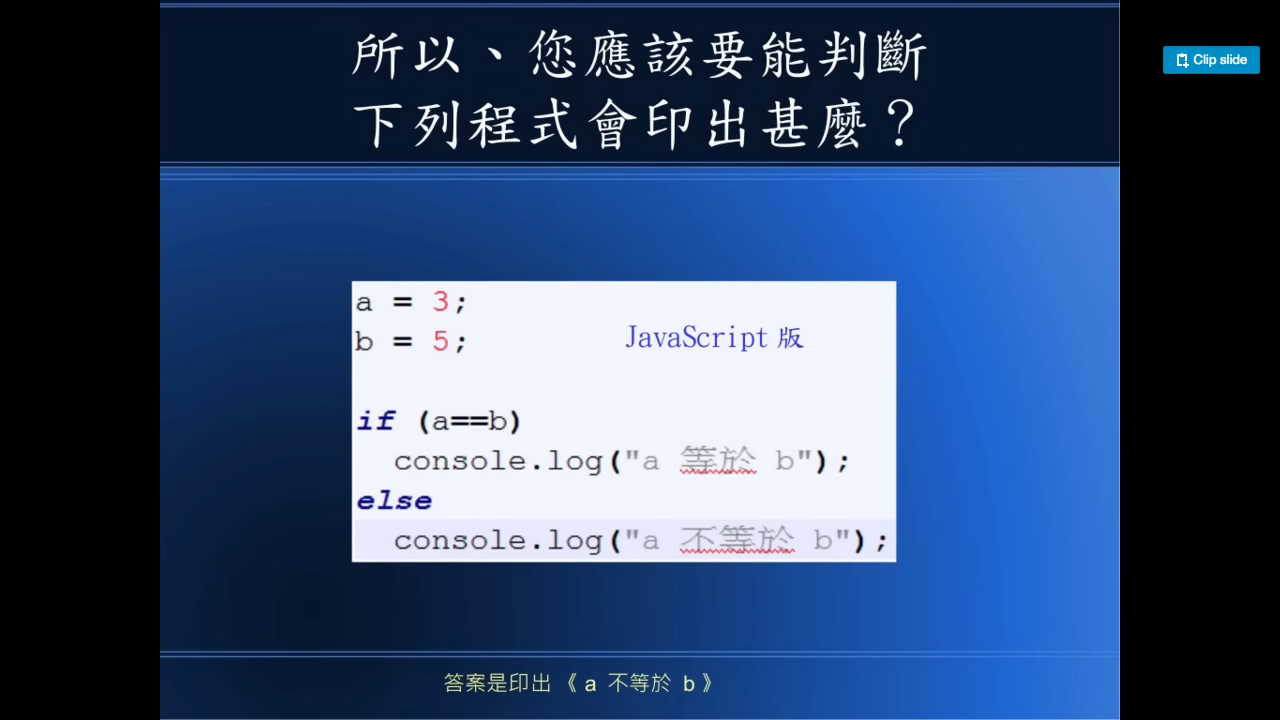 所以、您應該要能判斷
下列程式會印出甚麼？
Clip slide
a = 3;
b = 5;
JavaScript 版
if (a==b)
  console.log("a 等於 b");
else
  console.log("a 不等於 b");
答案是印出《 a 不等於 b 》